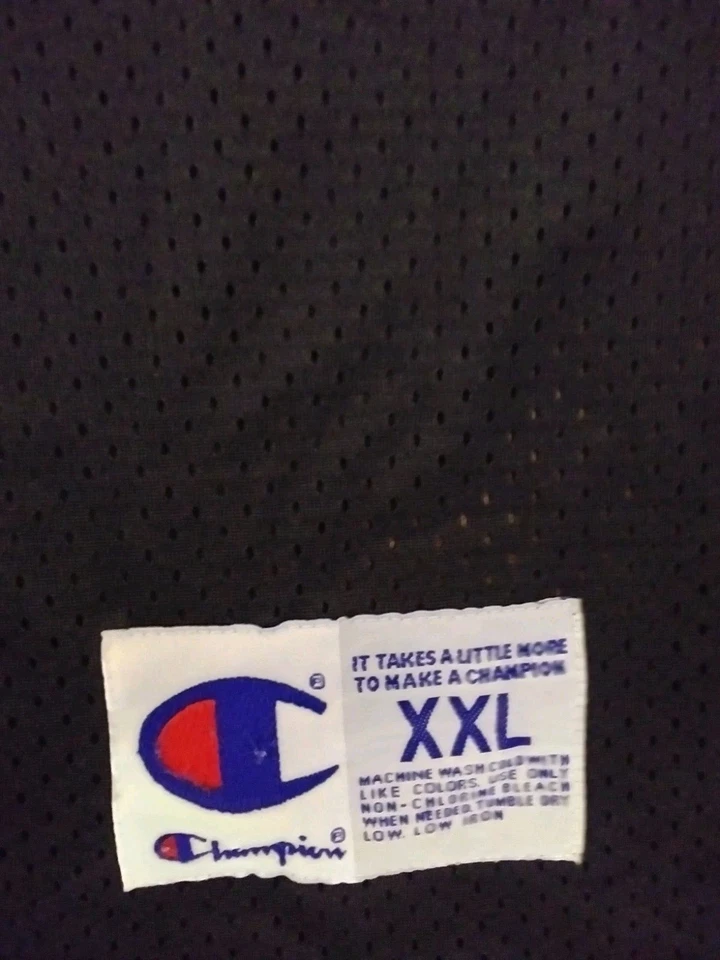 ®
Champion®
IT TAKES A LITTLE MORE
TO MAKE A CHAMPION
XXL
MACHINE WASH COLD WITH
LIKE COLORS. USE ONLY
NON-CHLORINE BLEACH
WHEN NEEDED. TUMBLE DRY
LOW. LOW IRON